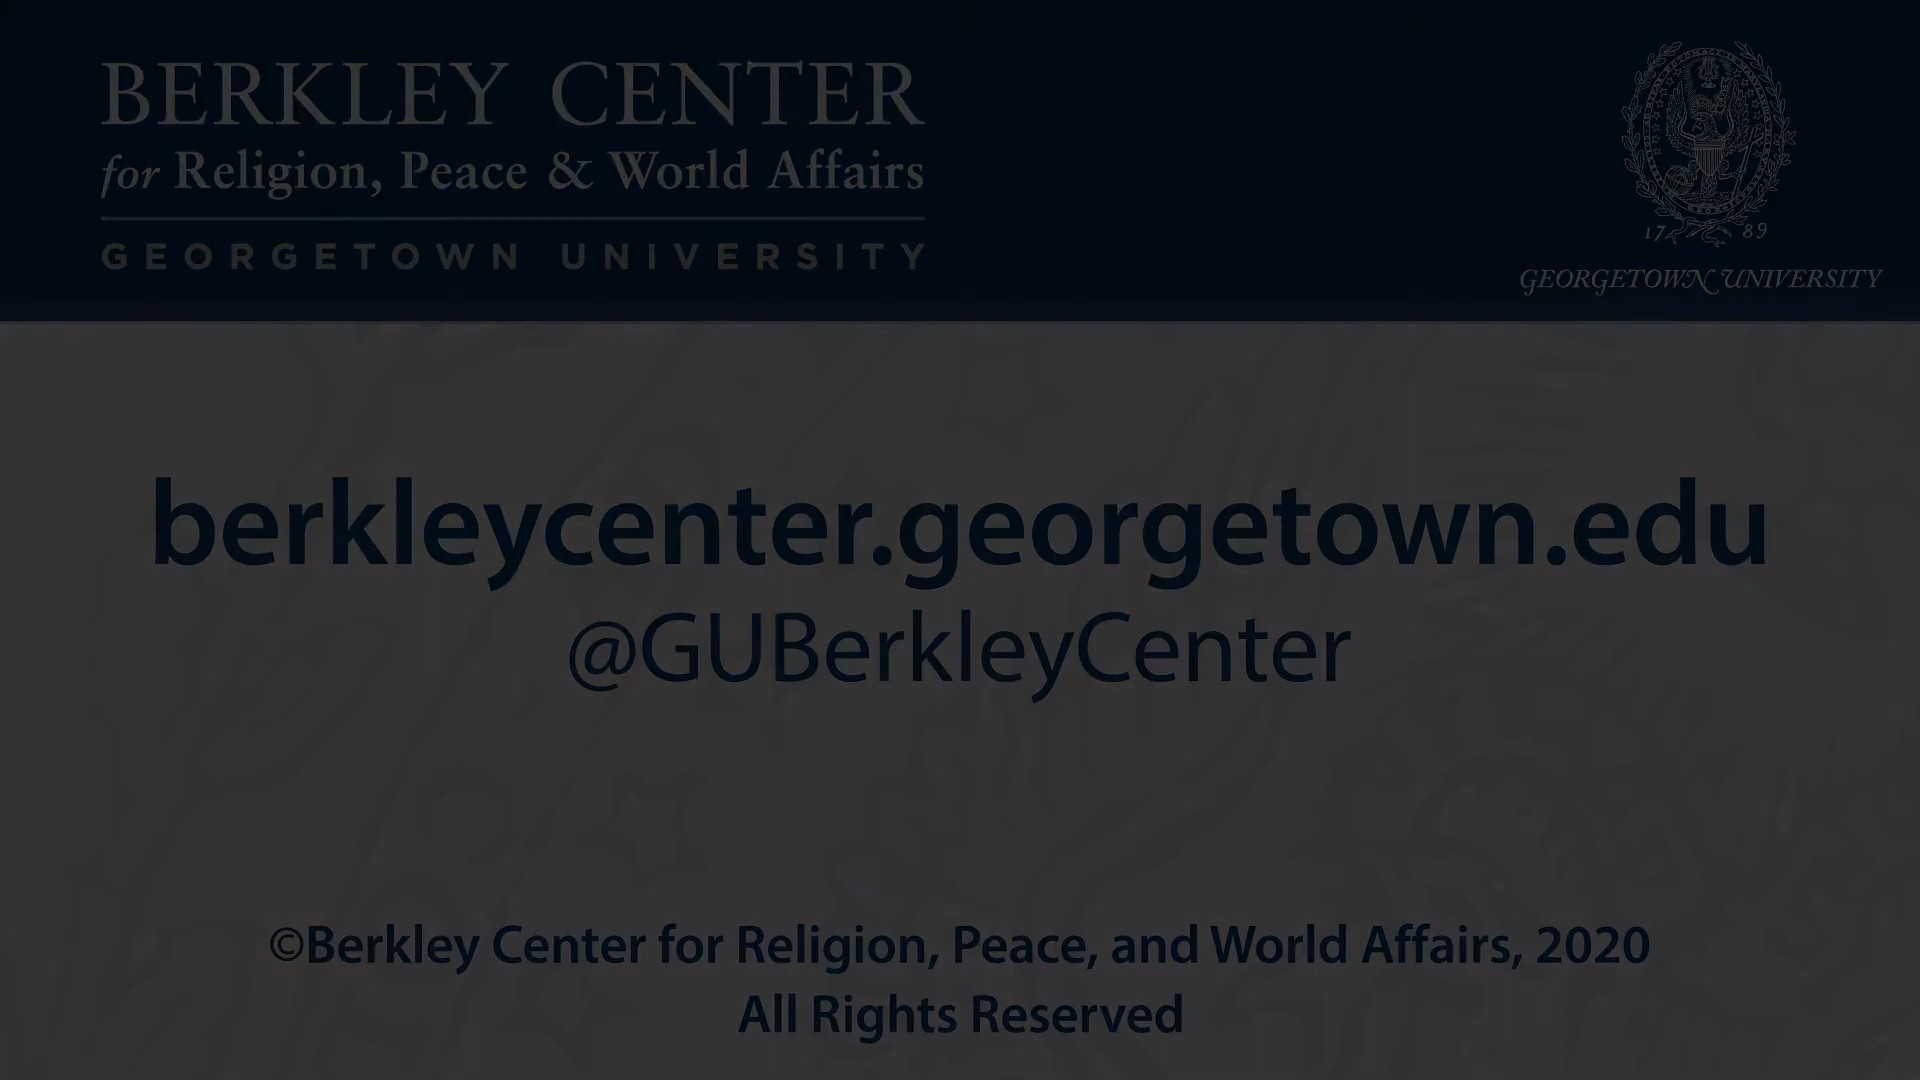 BERKLEY CENTER
for Religion, Peace & World Affairs
GEORGETOWN UNIVERSITY
17 89
GEORGETOWN UNIVERSITY
berkleycenter.georgetown.edu
@GUBerkleyCenter
©Berkley Center for Religion, Peace, and World Affairs, 2020
All Rights Reserved